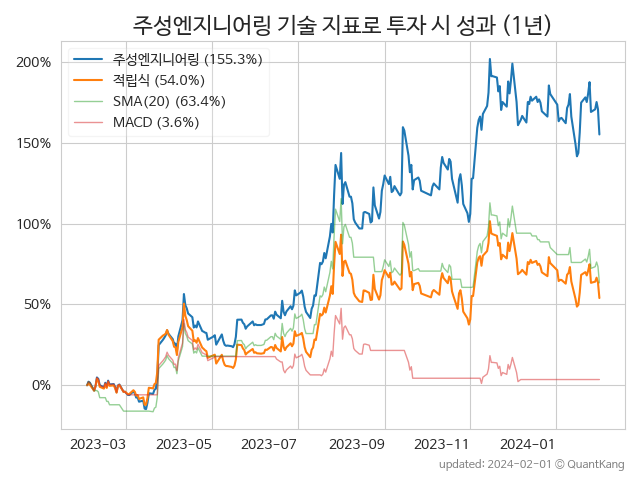 주성엔지니어링 기술 지표로 투자 시 성과 (1년)
주성엔지니어링 (155.3%)
적립식 (54.0%)
SMA(20) (63.4%)
MACD (3.6%)
200%
150%
100%
50%
0%
2023-03 2023-05 2023-07 2023-09 2023-11 2024-01
updated: 2024-02-01 © QuantKang